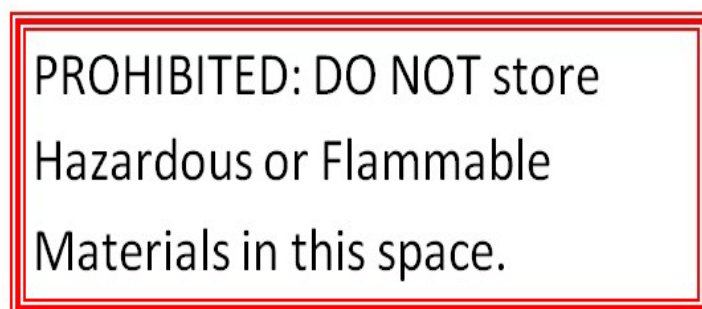 PROHIBITED: DO NOT store
Hazardous or Flammable
Materials in this space.